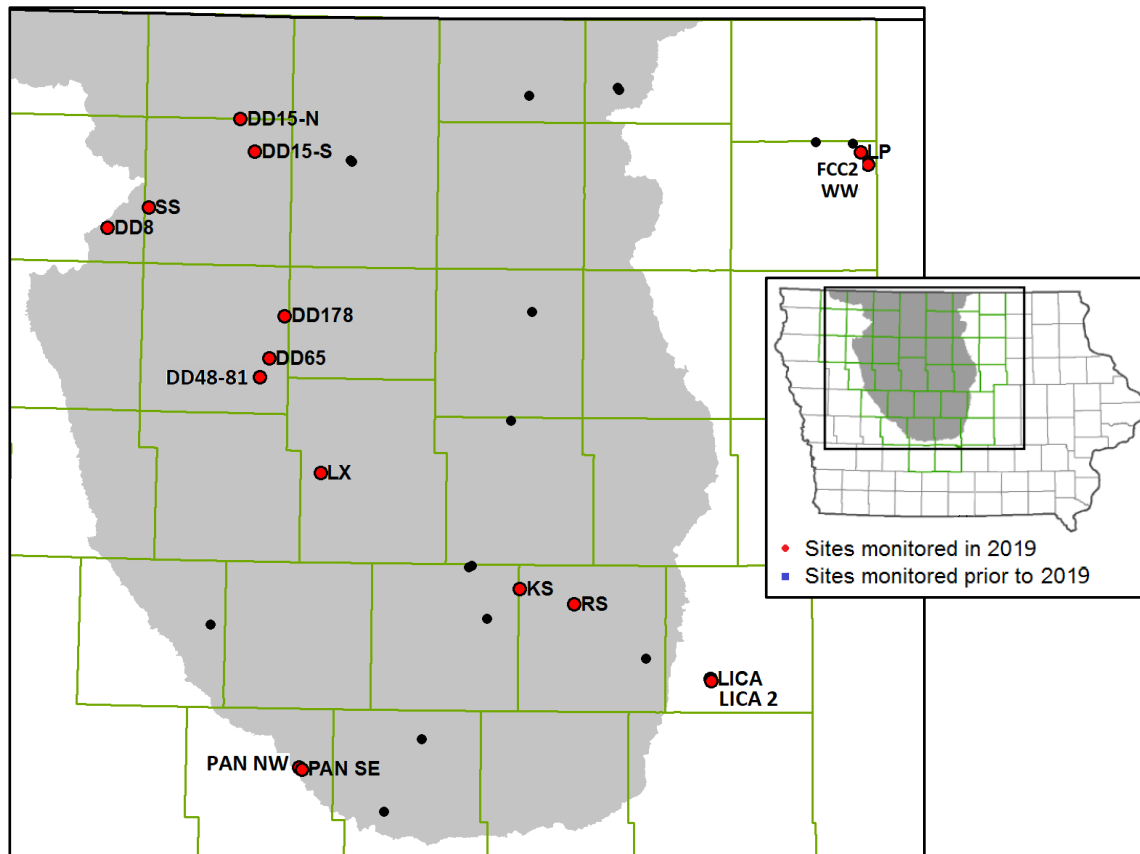 DD15-N
DD15-S
LP
FCC2
WW
SS
DD8
DD178
DD65
DD48-81
LX
KS
RS
LICA
LICA 2
PAN NW
PAN SE
Sites monitored in 2019
Sites monitored prior to 2019